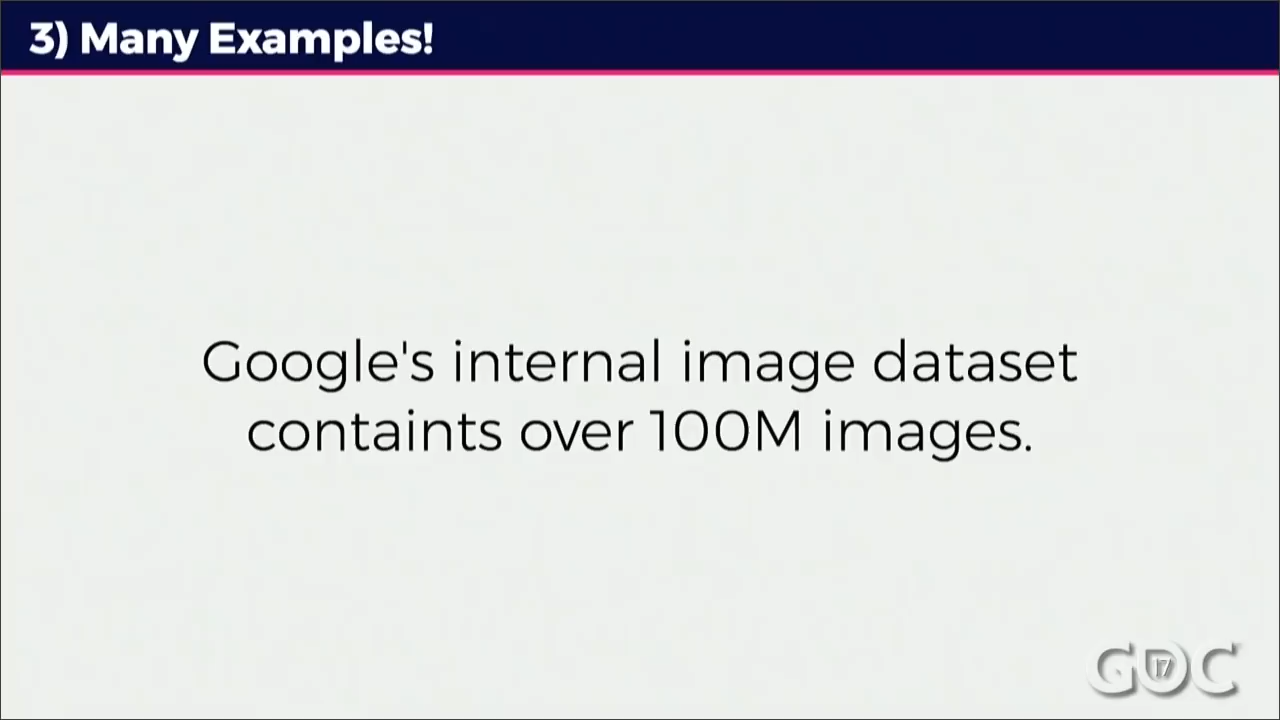 3) Many Examples!
Google's internal image dataset
containts over 100M images.
GDC
17